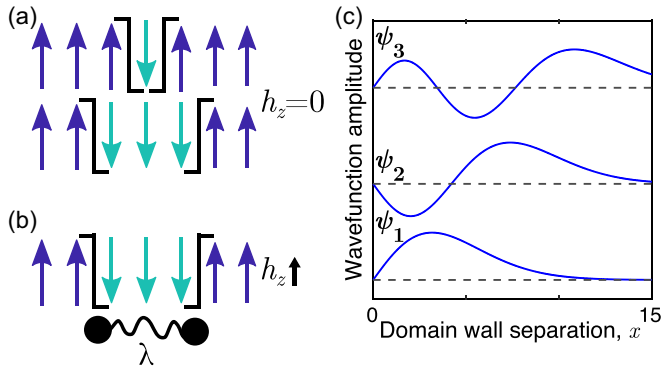 (a)
h_z=0
(b)
h_z
λ
(c)
Wavefunction amplitude
ψ_3
ψ_2
ψ_1
0
15
Domain wall separation, x